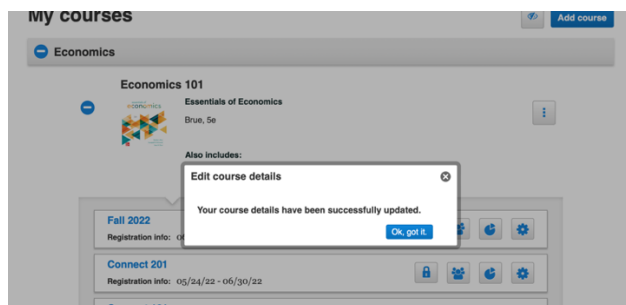 My courses
Add course
Economics
Economics 101
economics
Essentials of Economics
Brue, 5e
Also includes:
Edit course details
Your course details have been successfully updated.
Ok, got it.
Fall 2022
Registration info:
Connect 201
Registration info: 05/24/22 - 06/30/22